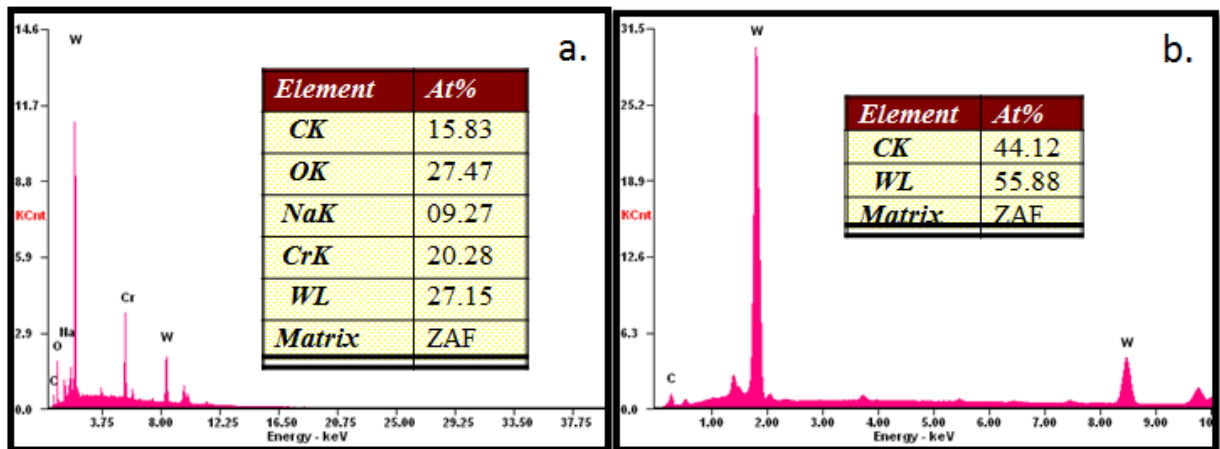 a.
14.6
W
11.7
8.8
KCnt
5.9
2.9
0.0
Cr
Na
O
C
W
3.75 8.00 12.25 16.50 20.75 25.00 29.25 33.50 37.75
Energy - keV
Element At%
CK 15.83
OK 27.47
NaK 09.27
CrK 20.28
WL 27.15
Matrix ZAF
b.
31.5
W
25.2
18.9
KCnt
12.6
6.3
0.0
C
W
1.00 2.00 3.00 4.00 5.00 6.00 7.00 8.00 9.00 10
Energy - keV
Element At%
CK 44.12
WL 55.88
Matrix ZAF